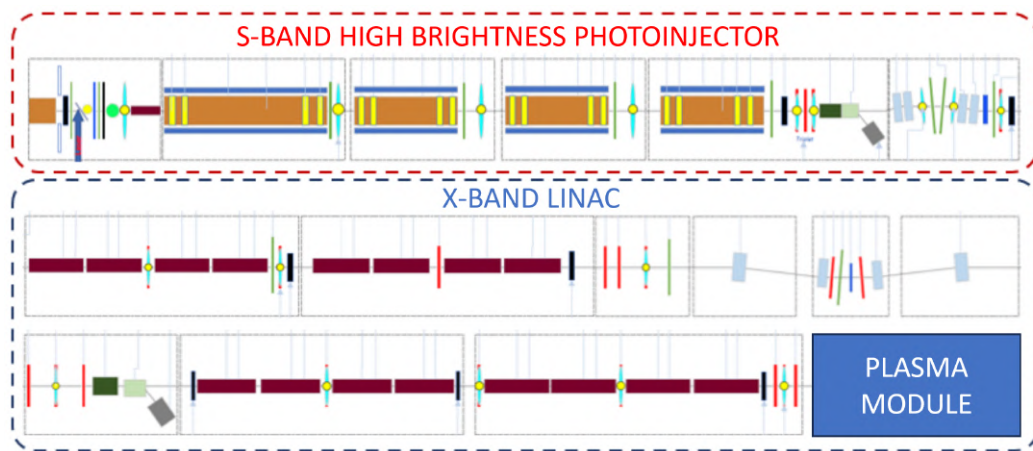 S-BAND HIGH BRIGHTNESS PHOTOINJECTOR
X-BAND LINAC
PLASMA
MODULE